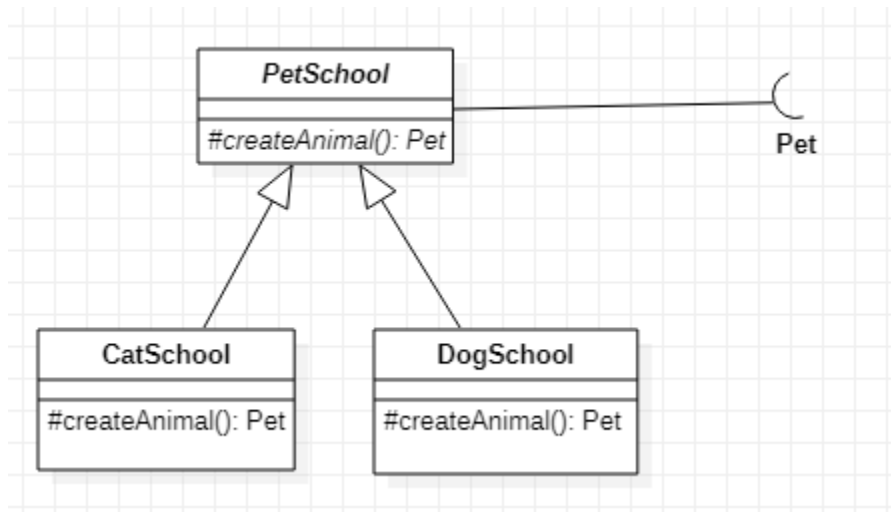 PetSchool
#createAnimal(): Pet
Pet
CatSchool
#createAnimal(): Pet
DogSchool
#createAnimal(): Pet